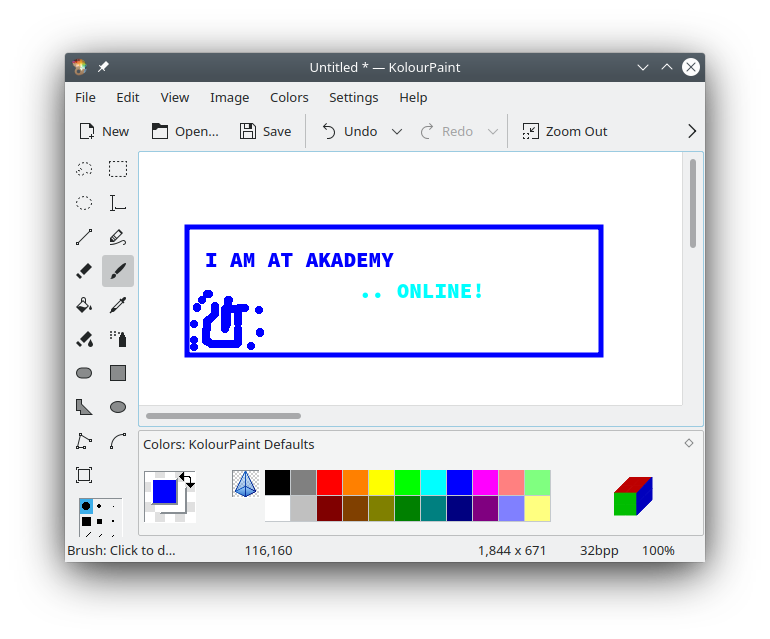 Untitled * — KolourPaint
File Edit View Image Colors Settings Help
New Open... Save Undo Redo Zoom Out
I AM AT AKADEMY
.. ONLINE!
Colors: KolourPaint Defaults
Brush: Click to d... 116,160 1,844 x 671 32bpp 100%